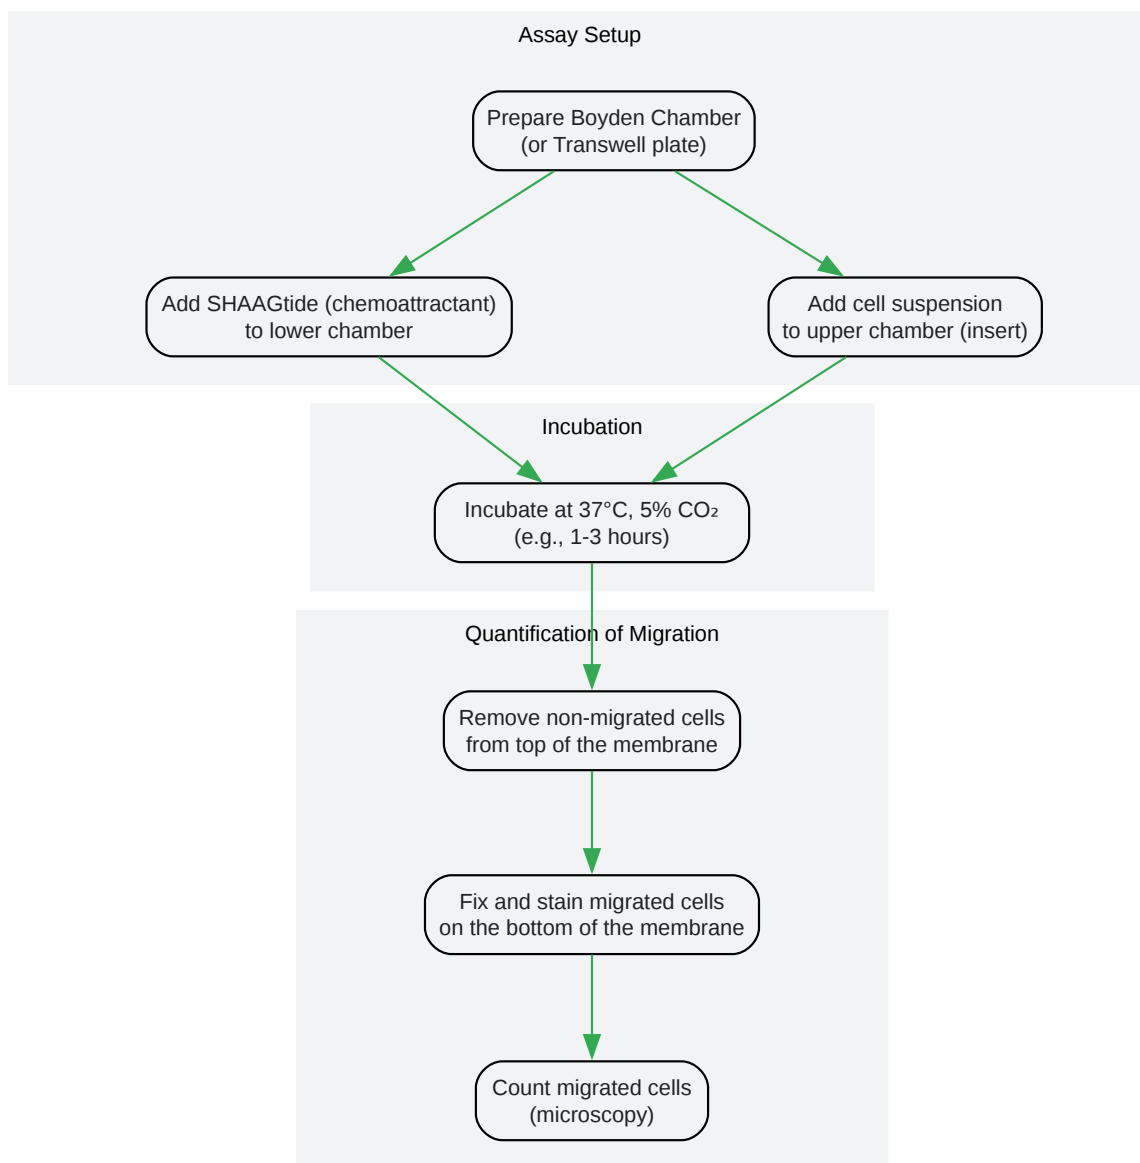 Assay Setup
Prepare Boyden Chamber
(or Transwell plate)
Add SHAAGtide (chemoattractant)
to lower chamber
Add cell suspension
to upper chamber (insert)
Incubation
Incubate at 37°C, 5% CO₂
(e.g., 1-3 hours)
Quantification of Migration
Remove non-migrated cells
from top of the membrane
Fix and stain migrated cells
on the bottom of the membrane
Count migrated cells
(microscopy)